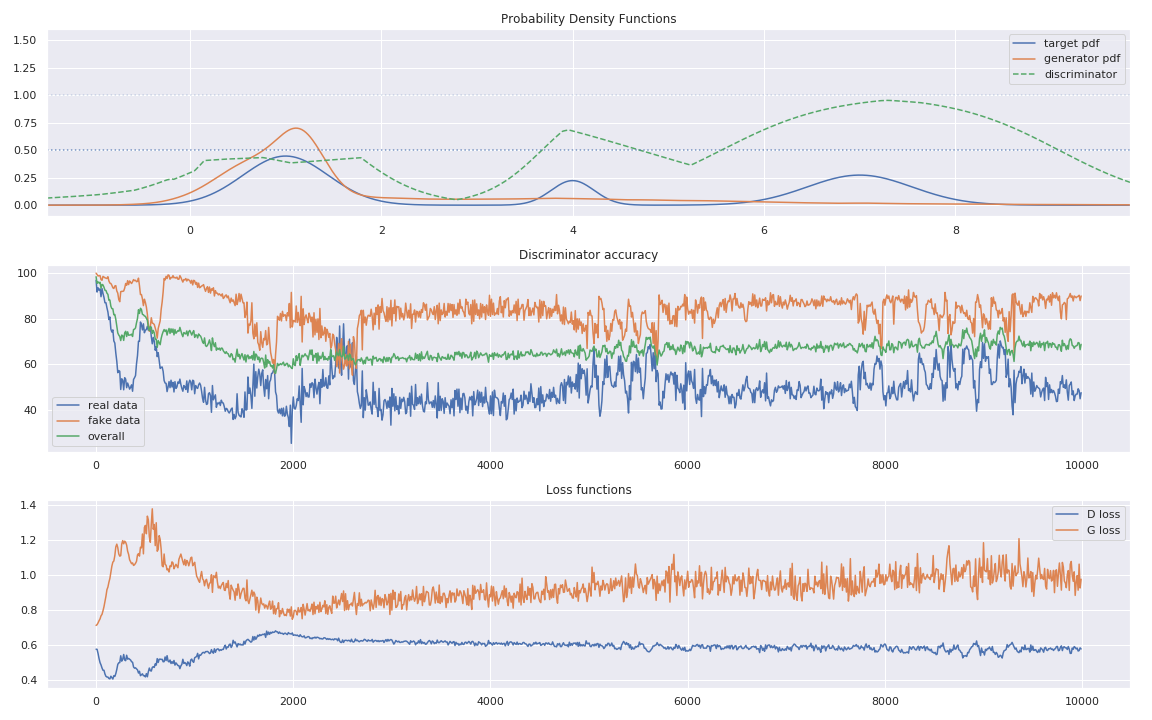 Probability Density Functions
1.50
1.25
1.00
0.75
0.50
0.25
0.00
target pdf
generator pdf
discriminator
0 2 4 6 8
Discriminator accuracy
100
80
60
40
real data
fake data
overall
0 2000 4000 6000 8000 10000
Loss functions
1.4
1.2
1.0
0.8
0.6
0.4
D loss
G loss
0 2000 4000 6000 8000 10000